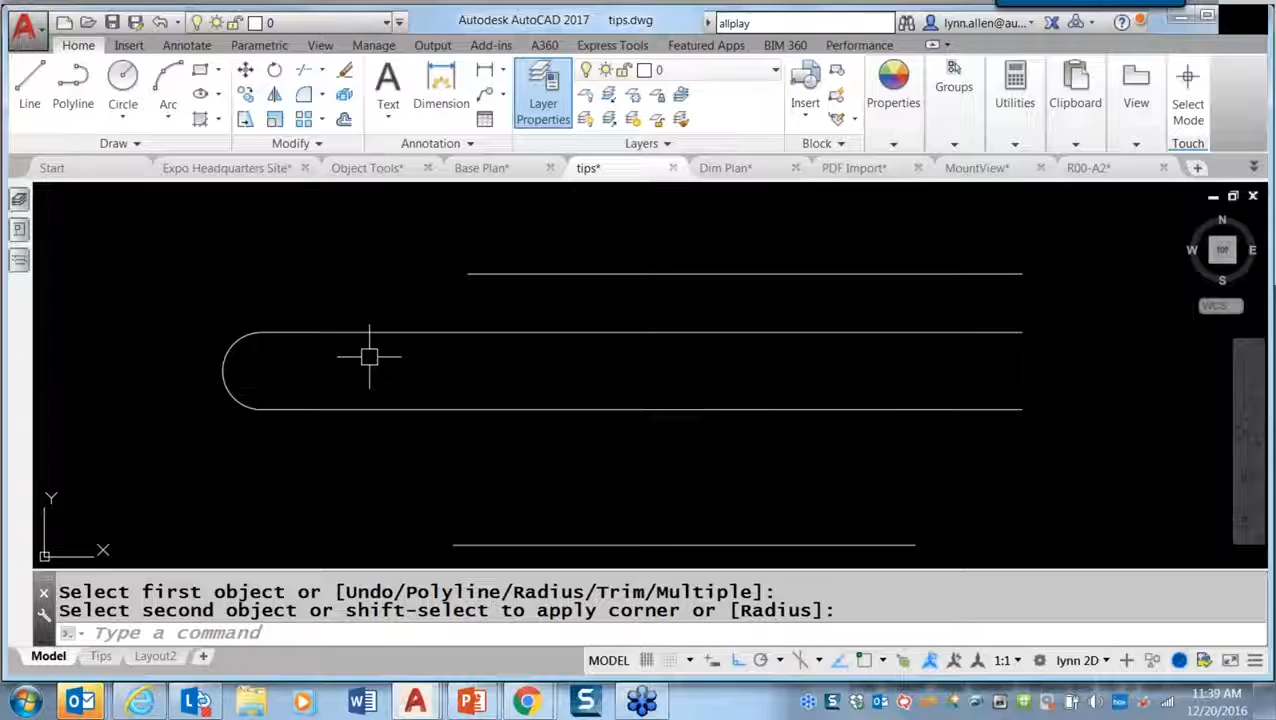 0
Autodesk AutoCAD 2017 tips.dwg
allplay
lynn.allen@au...
Home Insert Annotate Parametric View Manage Output Add-ins A360 Express Tools Featured Apps BIM 360 Performance
0
Line Polyline Circle Arc
Text Dimension
Layer
Properties
Insert
Properties
Groups
Utilities
Clipboard
View
Select
Mode
Draw Modify Annotation Layers Block Touch
Start Expo Headquarters Site* Object Tools* Base Plan* tips* Dim Plan* PDF Import* MountView* R00-A2*
N
W TOP E
S
WCS
Y
X
Select first object or [Undo/Polyline/Radius/Trim/Multiple]:
Select second object or shift-select to apply corner or [Radius]:
Type a command
Model Tips Layout2
MODEL 1:1 lynn 2D
11:39 AM
12/20/2016